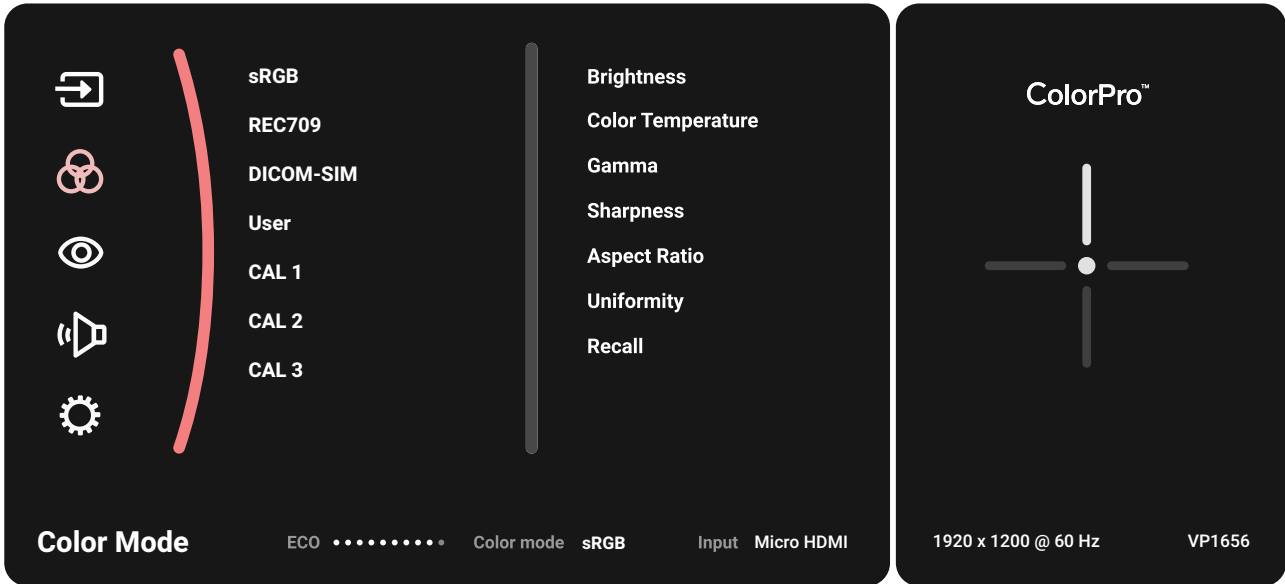 sRGB
REC709
DICOM-SIM
User
CAL 1
CAL 2
CAL 3
Brightness
Color Temperature
Gamma
Sharpness
Aspect Ratio
Uniformity
Recall
Color Mode
ECO
Color mode sRGB
Input Micro HDMI
ColorPro™
1920 x 1200 @ 60 Hz
VP1656